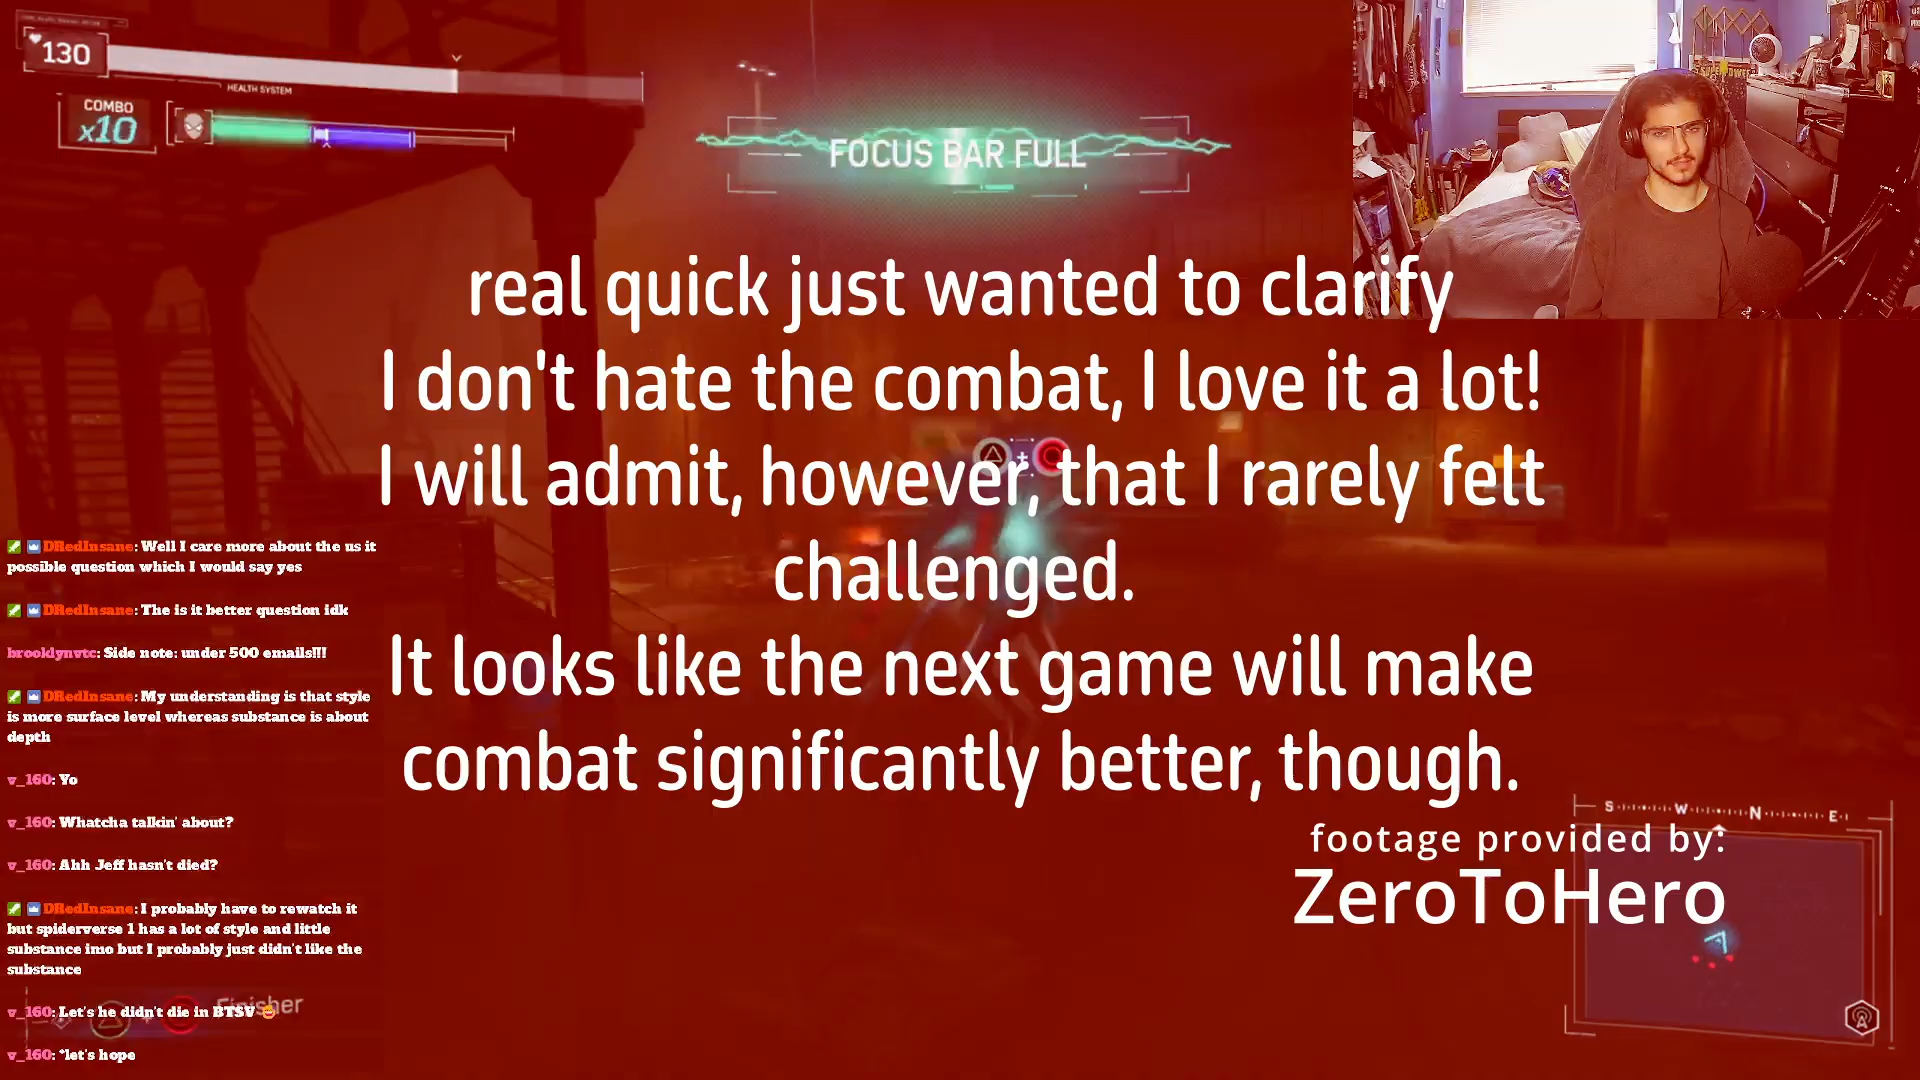 130
HEALTH SYSTEM
COMBO
x10
FOCUS BAR FULL
real quick just wanted to clarify
I don't hate the combat, I love it a lot!
I will admit, however, that I rarely felt
challenged.
It looks like the next game will make
combat significantly better, though.
footage provided by:
ZeroToHero
S W N E
DRedInsane: Well I care more about the us it
possible question which I would say yes
DRedInsane: The is it better question idk
brooklynvtc: Side note: under 500 emails!!!
DRedInsane: My understanding is that style
is more surface level whereas substance is about
depth
v_160: Yo
v_160: Whatcha talkin' about?
v_160: Ahh Jeff hasn't died?
DRedInsane: I probably have to rewatch it
but spiderverse 1 has a lot of style and little
substance imo but I probably just didn't like the
substance
v_160: Let's he didn't die in BTSV 😅
v_160: *let's hope
Finisher